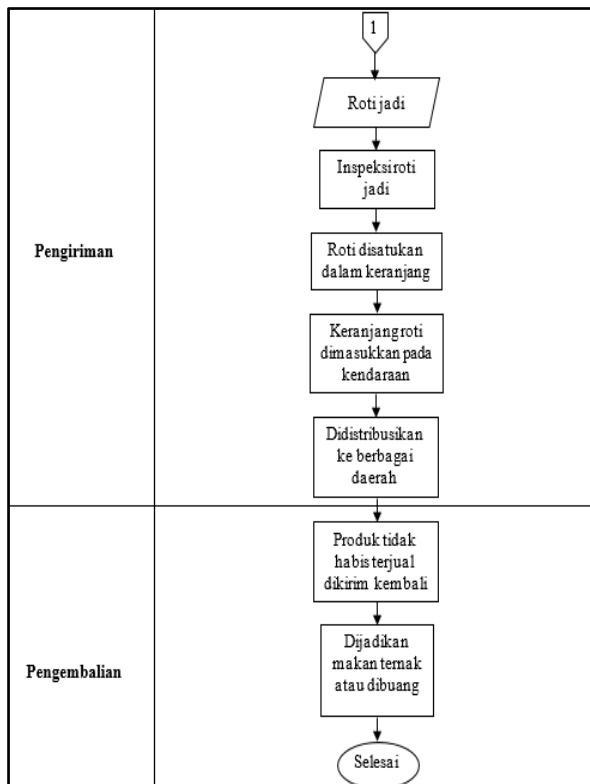 1
Roti jadi
Inspeksi roti
jadi
Pengiriman
Roti disatukan
dalam keranjang
Keranjang roti
dimasukkan pada
kendaraan
Didistribusikan
ke berbagai
daerah
Produk tidak
habis terjual
dikirim kembali
Pengembalian
Dijadikan
makan ternak
atau dibuang
Selesai